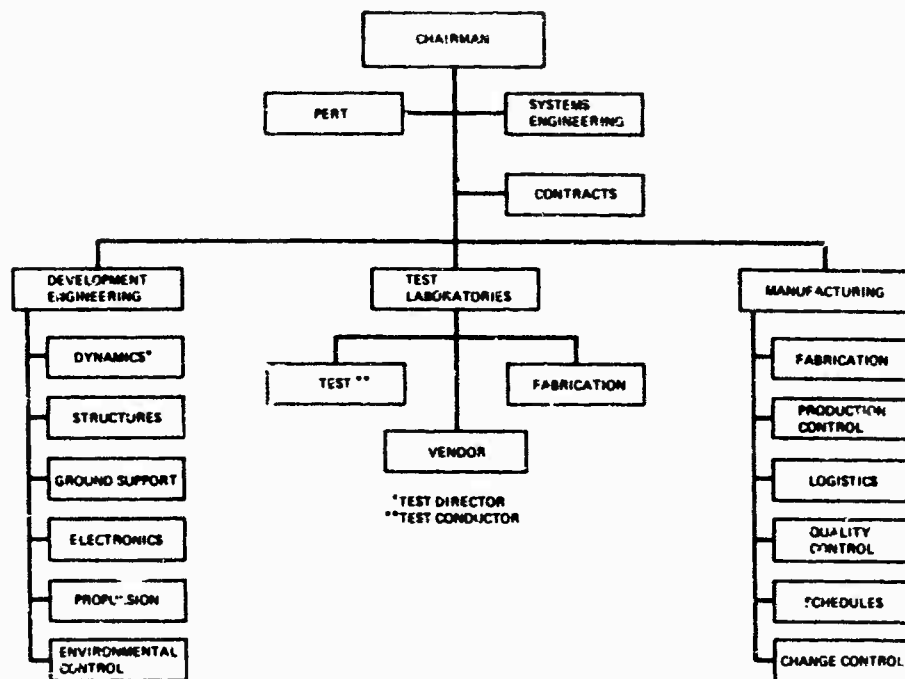 CHAIRMAN
PERT
SYSTEMS
ENGINEERING
CONTRACTS
DEVELOPMENT
ENGINEERING
TEST
LABORATORIES
MANUFACTURING
DYNAMICS*
STRUCTURES
GROUND SUPPORT
ELECTRONICS
PROPULSION
ENVIRONMENTAL
CONTROL
TEST **
FABRICATION
VENDOR
*TEST DIRECTOR
**TEST CONDUCTOR
FABRICATION
PRODUCTION
CONTROL
LOGISTICS
QUALITY
CONTROL
SCHEDULES
CHANGE CONTROL